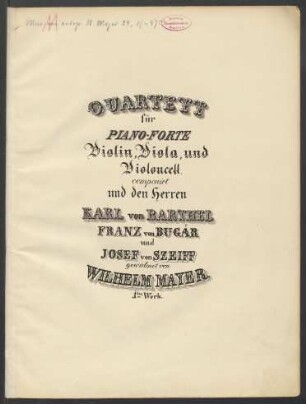 QUARTETT
für
PIANO-FORTE
Violin, Viola, und
Violoncell.
componirt
und den Herren
KARL von BARTHEL
FRANZ von BUGÁR
und
JOSEF von SZEIFF
gewidmet von
WILHELM MAYER
1tes Werk.